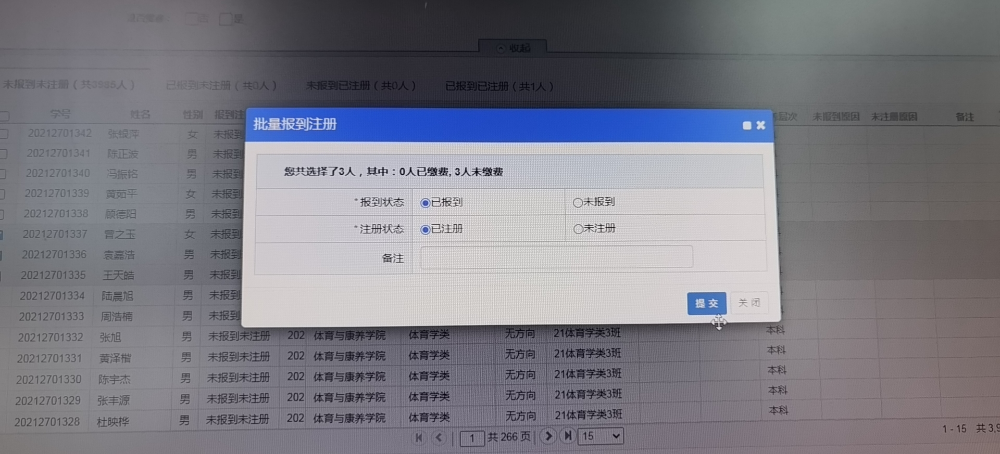 是否缴费： 否 是
收起
未报到未注册（共3985人） 已报到未注册（共0人） 未报到已注册（共0人） 已报到已注册（共1人）
学号 姓名 性别 报到注 层次 未报到原因 未注册原因 备注
批量报到注册
您共选择了3人，其中：0人已缴费, 3人未缴费
*报到状态 已报到 未报到
*注册状态 已注册 未注册
备注
提 交 关 闭
20212701342 张银萍 女 未报到
20212701341 陈正波 男 未报到
20212701340 冯振铭 男 未报到
20212701339 黄茹平 女 未报到
20212701338 顾德阳 男 未报到
20212701337 曾之玉 女 未报到
20212701336 袁嘉浩 男 未报到
20212701335 王天皓 男 未报到
20212701334 陆晨旭 男 未报到
20212701333 周浩楠 男 未报到
20212701332 张旭 男 未报到未注册 202 体育与康养学院 体育学类 无方向 21体育学类3班 本科
20212701331 黄泽楷 男 未报到未注册 202 体育与康养学院 体育学类 无方向 21体育学类3班 本科
20212701330 陈宇杰 男 未报到未注册 202 体育与康养学院 体育学类 无方向 21体育学类3班 本科
20212701329 张丰源 男 未报到未注册 202 体育与康养学院 体育学类 无方向 21体育学类3班 本科
20212701328 杜映桦 男 未报到未注册 202 体育与康养学院 体育学类 无方向 21体育学类3班 本科
1 共 266 页 15 1 - 15 共 3,9